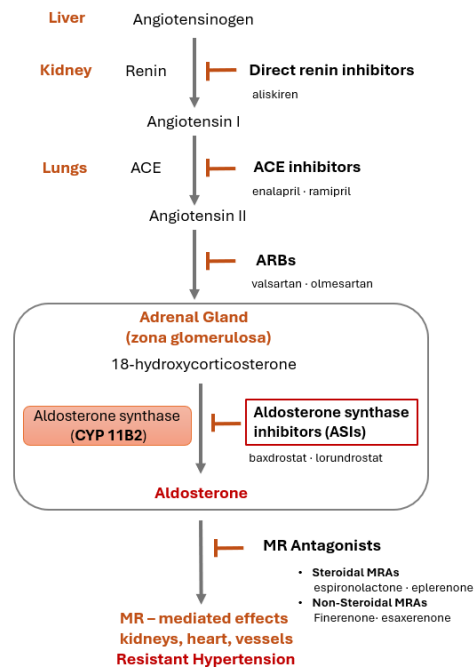 Liver
Angiotensinogen
Kidney
Renin
Direct renin inhibitors
aliskiren
Angiotensin I
Lungs
ACE
ACE inhibitors
enalapril · ramipril
Angiotensin II
ARBs
valsartan · olmesartan
Adrenal Gland
(zona glomerulosa)
18-hydroxycorticosterone
Aldosterone synthase
(CYP 11B2)
Aldosterone synthase
inhibitors (ASIs)
baxdrostat · lorundrostat
Aldosterone
MR Antagonists
• Steroidal MRAs
espironolactone · eplerenone
• Non-Steroidal MRAs
Finerenone· esaxerenone
MR – mediated effects
kidneys, heart, vessels
Resistant Hypertension